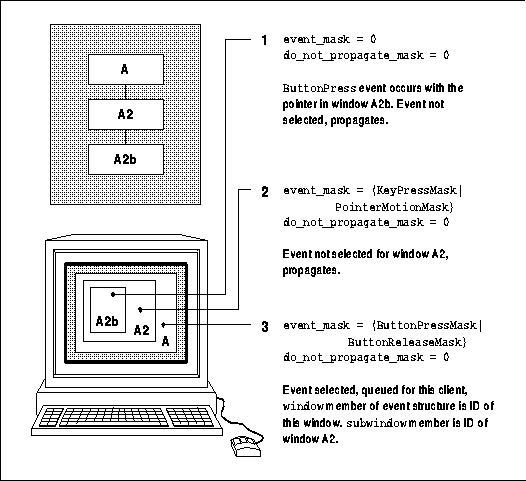 A
A2
A2b
1 event_mask = 0
do_not_propagate_mask = 0
ButtonPress event occurs with the
pointer in window A2b. Event not
selected, propagates.
2 event_mask = {KeyPressMask|
PointerMotionMask}
do_not_propagate_mask = 0
Event not selected for window A2,
propagates.
A2b
A2
A
3 event_mask = {ButtonPressMask|
ButtonReleaseMask}
do_not_propagate_mask = 0
Event selected, queued for this client,
window member of event structure is ID of
this window. subwindow member is ID of
window A2.